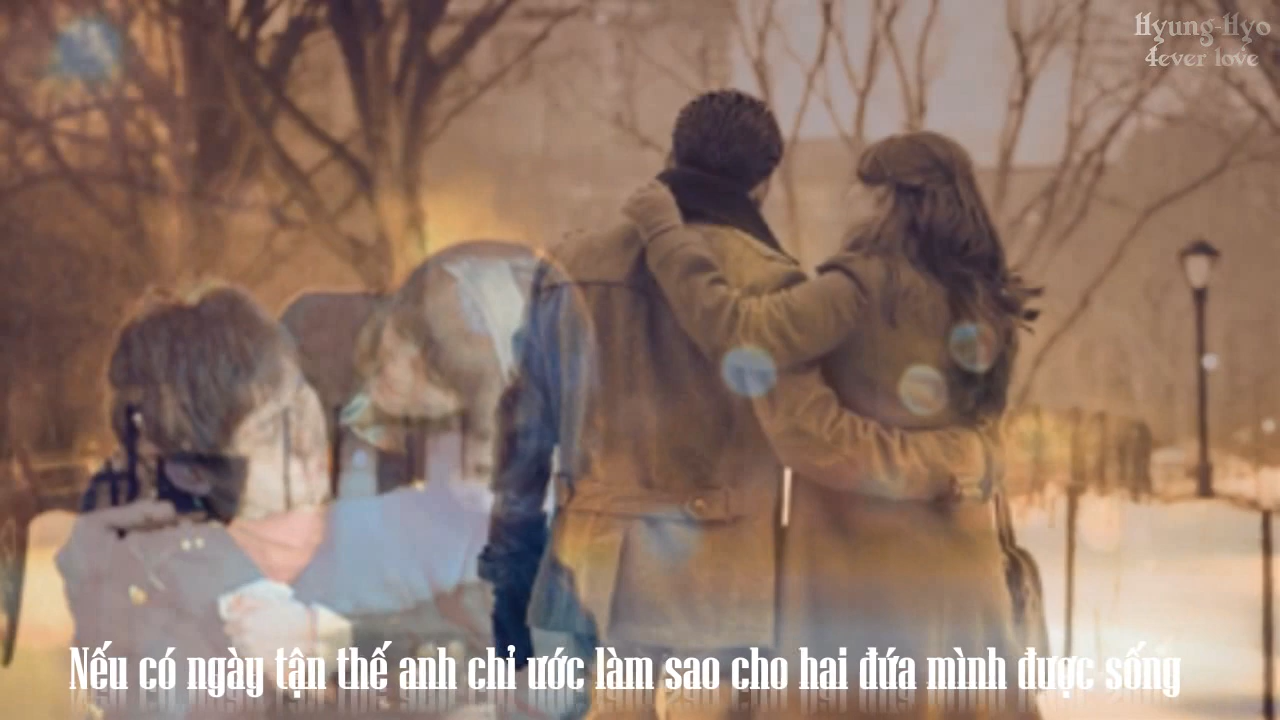 Hyung-Hyo
4ever love
Nếu có ngày tận thế anh chỉ ước làm sao cho hai đứa mình được sống